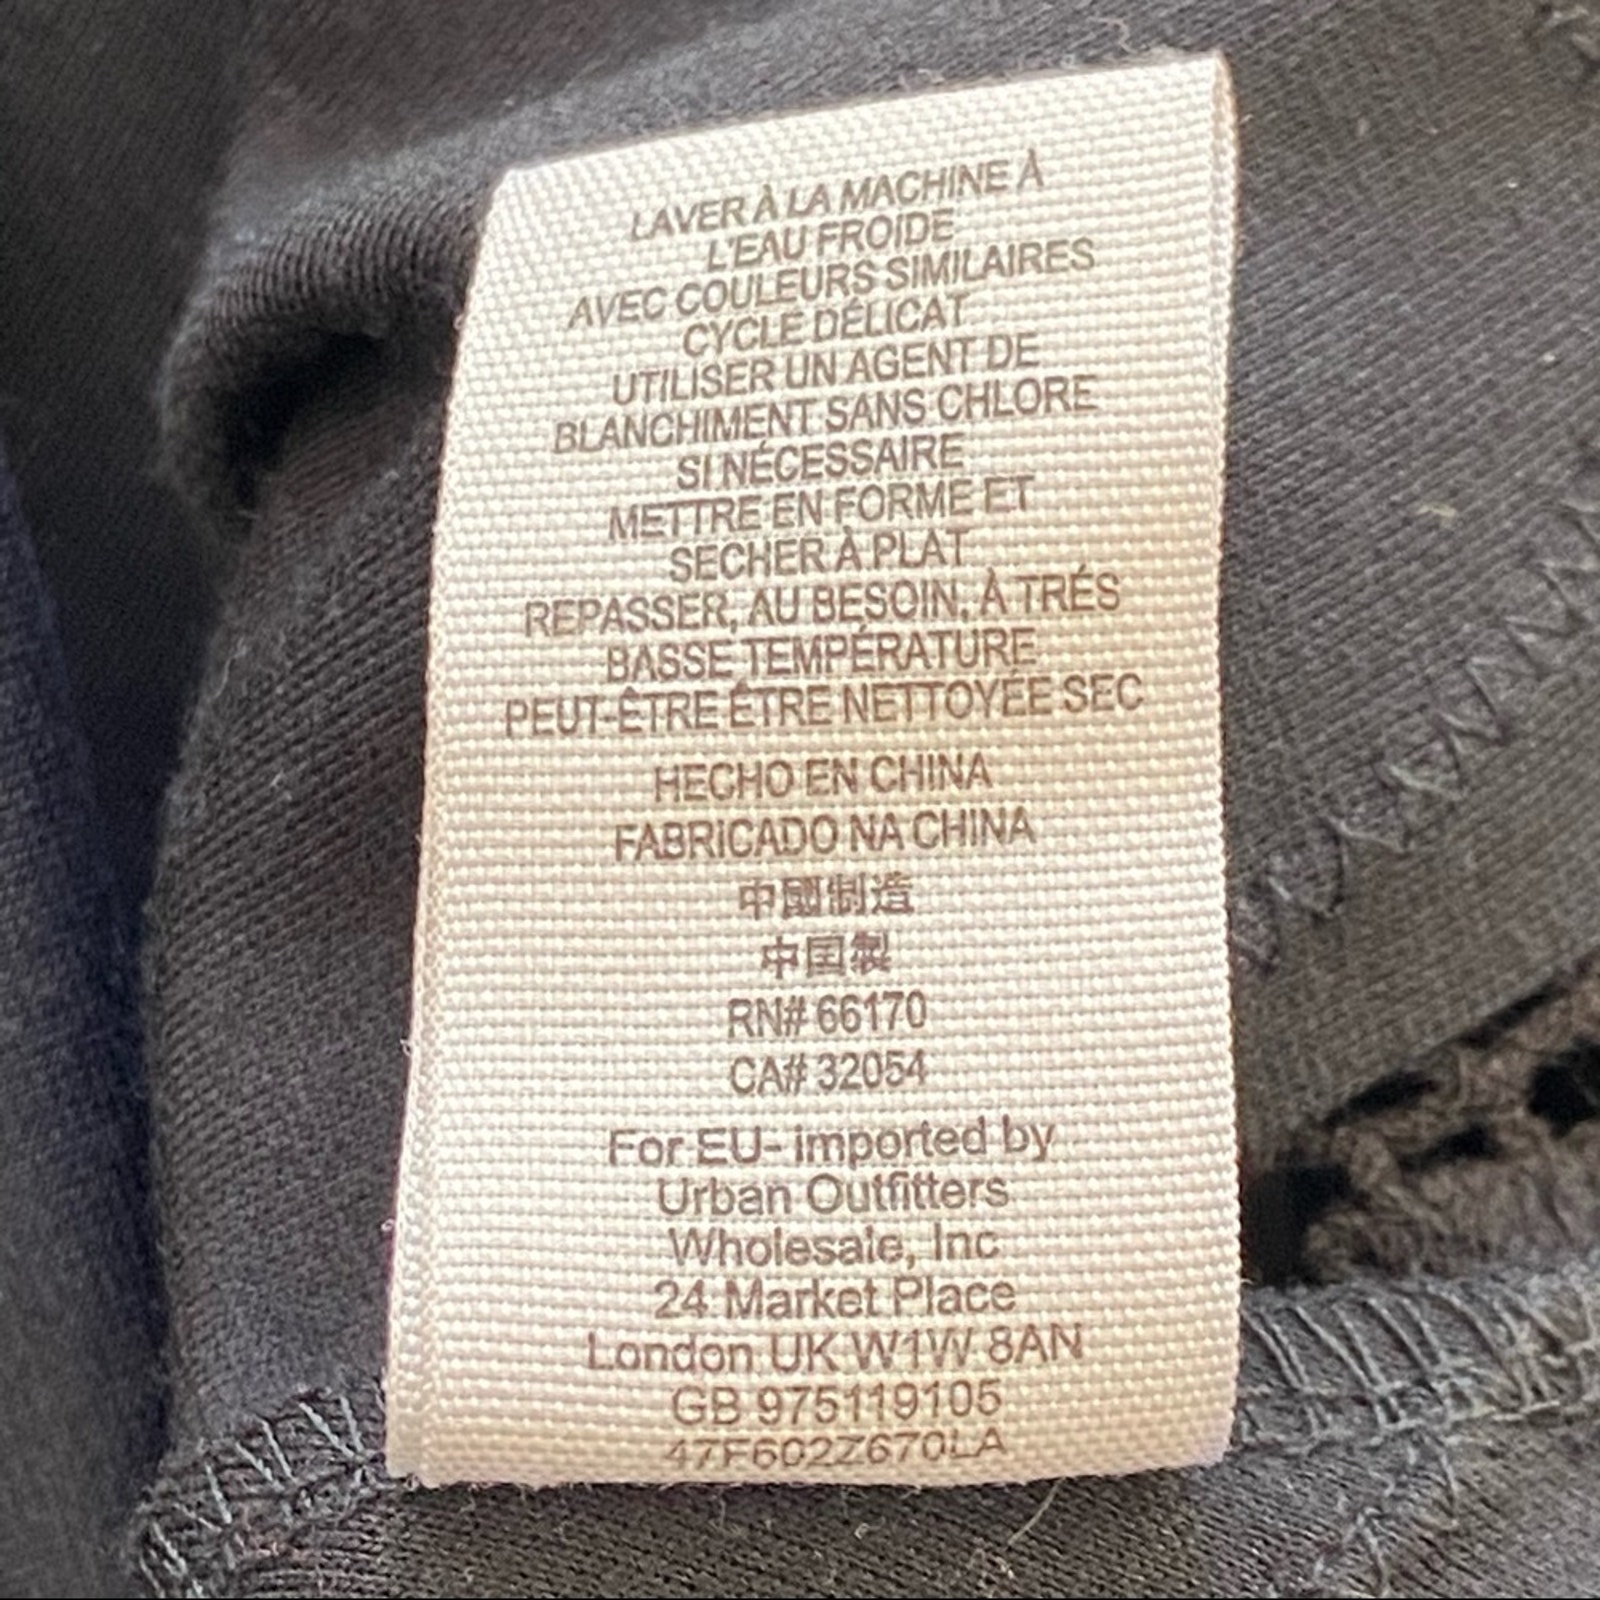 LAVER À LA MACHINE À
L'EAU FROIDE
AVEC COULEURS SIMILAIRES
CYCLE DÉLICAT
UTILISER UN AGENT DE
BLANCHIMENT SANS CHLORE
SI NÉCESSAIRE
METTRE EN FORME ET
SECHER À PLAT
REPASSER, AU BESOIN, À TRÉS
BASSE TEMPÉRATURE
PEUT-ÊTRE ÊTRE NETTOYÉE SEC
HECHO EN CHINA
FABRICADO NA CHINA
中國制造
中国製
RN# 66170
CA# 32054
For EU- imported by
Urban Outfitters
Wholesale, Inc
24 Market Place
London UK W1W 8AN
GB 975119105
47F602Z670LA